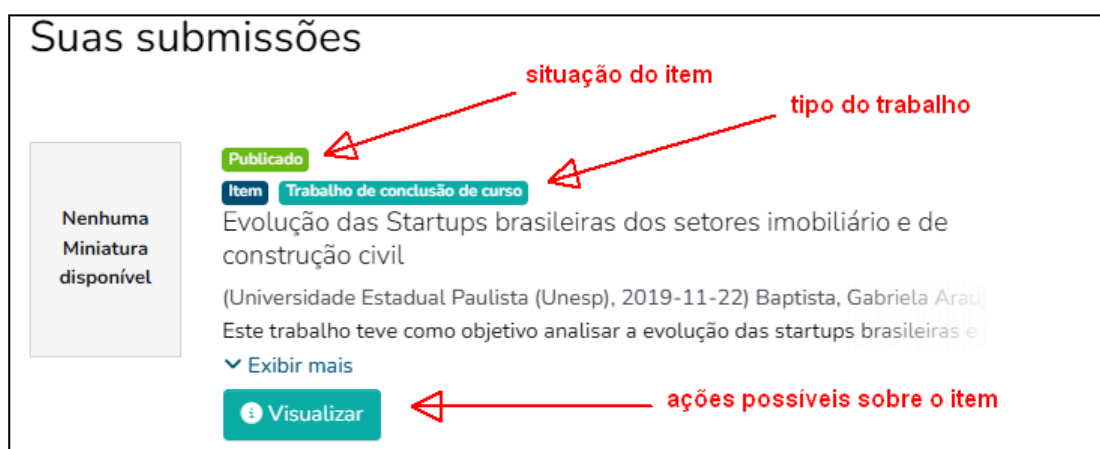 Suas submissões
situação do item
tipo do trabalho
Publicado
Item Trabalho de conclusão de curso
Nenhuma
Miniatura
disponível
Evolução das Startups brasileiras dos setores imobiliário e de
construção civil
(Universidade Estadual Paulista (Unesp), 2019-11-22) Baptista, Gabriela
Este trabalho teve como objetivo analisar a evolução das startups brasileiras e
Exibir mais
Visualizar
ações possíveis sobre o item